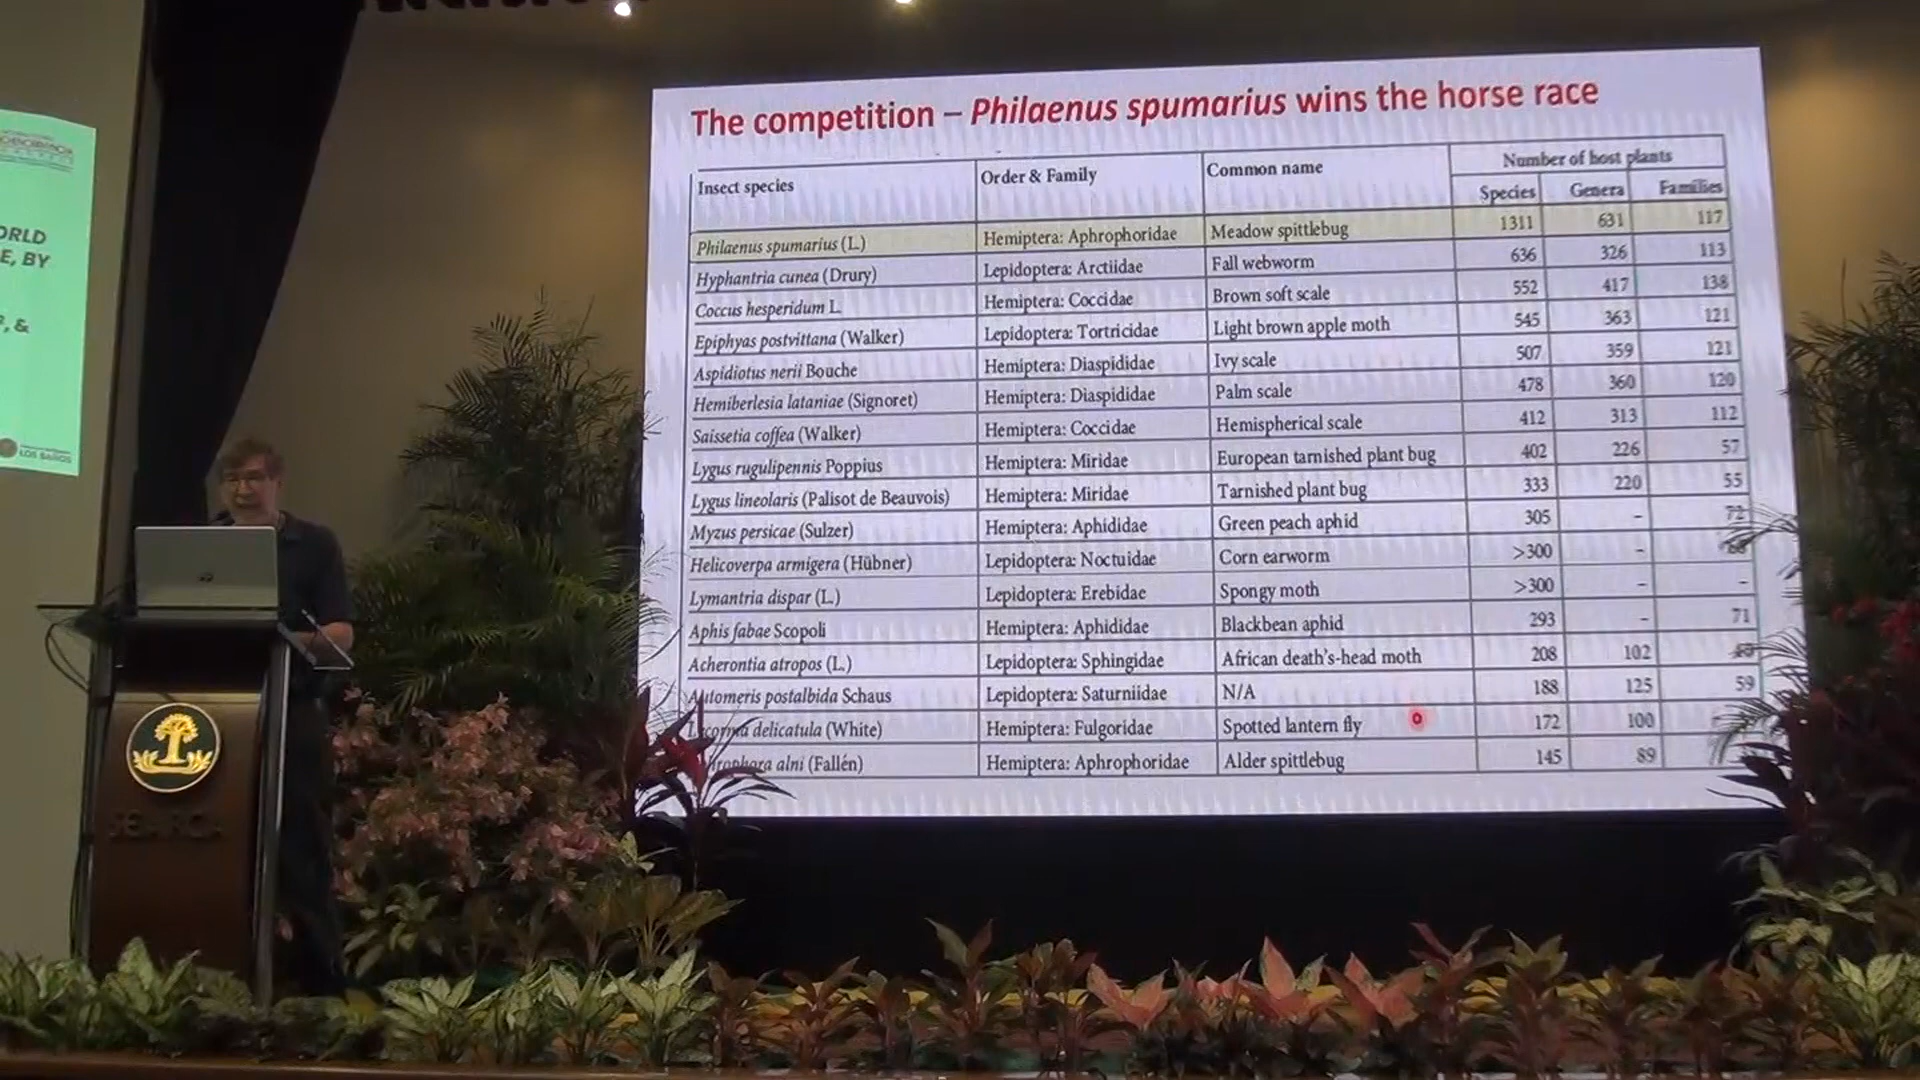 The competition – Philaenus spumarius wins the horse race
Insect species Order & Family Common name Number of host plants
Species Genera Families
Philaenus spumarius (L.) Hemiptera: Aphrophoridae Meadow spittlebug 1311 631 117
Hyphantria cunea (Drury) Lepidoptera: Arctiidae Fall webworm 636 326 113
Coccus hesperidum L. Hemiptera: Coccidae Brown soft scale 552 417 138
Epiphyas postvittana (Walker) Lepidoptera: Tortricidae Light brown apple moth 545 363 121
Aspidiotus nerii Bouche Hemiptera: Diaspididae Ivy scale 507 359 121
Hemiberlesia lataniae (Signoret) Hemiptera: Diaspididae Palm scale 478 360 120
Saissetia coffea (Walker) Hemiptera: Coccidae Hemispherical scale 412 313 112
Lygus rugulipennis Poppius Hemiptera: Miridae European tarnished plant bug 402 226 57
Lygus lineolaris (Palisot de Beauvois) Hemiptera: Miridae Tarnished plant bug 333 220 55
Myzus persicae (Sulzer) Hemiptera: Aphididae Green peach aphid 305 - 72
Helicoverpa armigera (Hübner) Lepidoptera: Noctuidae Corn earworm >300 -
Lymantria dispar (L.) Lepidoptera: Erebidae Spongy moth >300 - -
Aphis fabae Scopoli Hemiptera: Aphididae Blackbean aphid 293 - 71
Acherontia atropos (L.) Lepidoptera: Sphingidae African death's-head moth 208 102
Automeris postalbida Schaus Lepidoptera: Saturniidae N/A 188 125 59
delicatula (White) Hemiptera: Fulgoridae Spotted lantern fly 172 100
alni (Fallén) Hemiptera: Aphrophoridae Alder spittlebug 145 89
ORLD
E, BY
, &
LOS BAÑOS
SEARCA